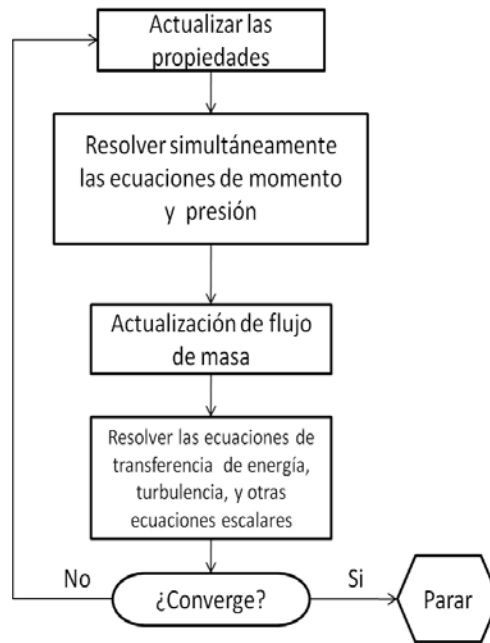 Actualizar las
propiedades
Resolver simultáneamente
las ecuaciones de momento
y presión
Actualización de flujo
de masa
Resolver las ecuaciones de
transferencia de energía,
turbulencia, y otras
ecuaciones escalares
No
¿Converge?
Si
Parar